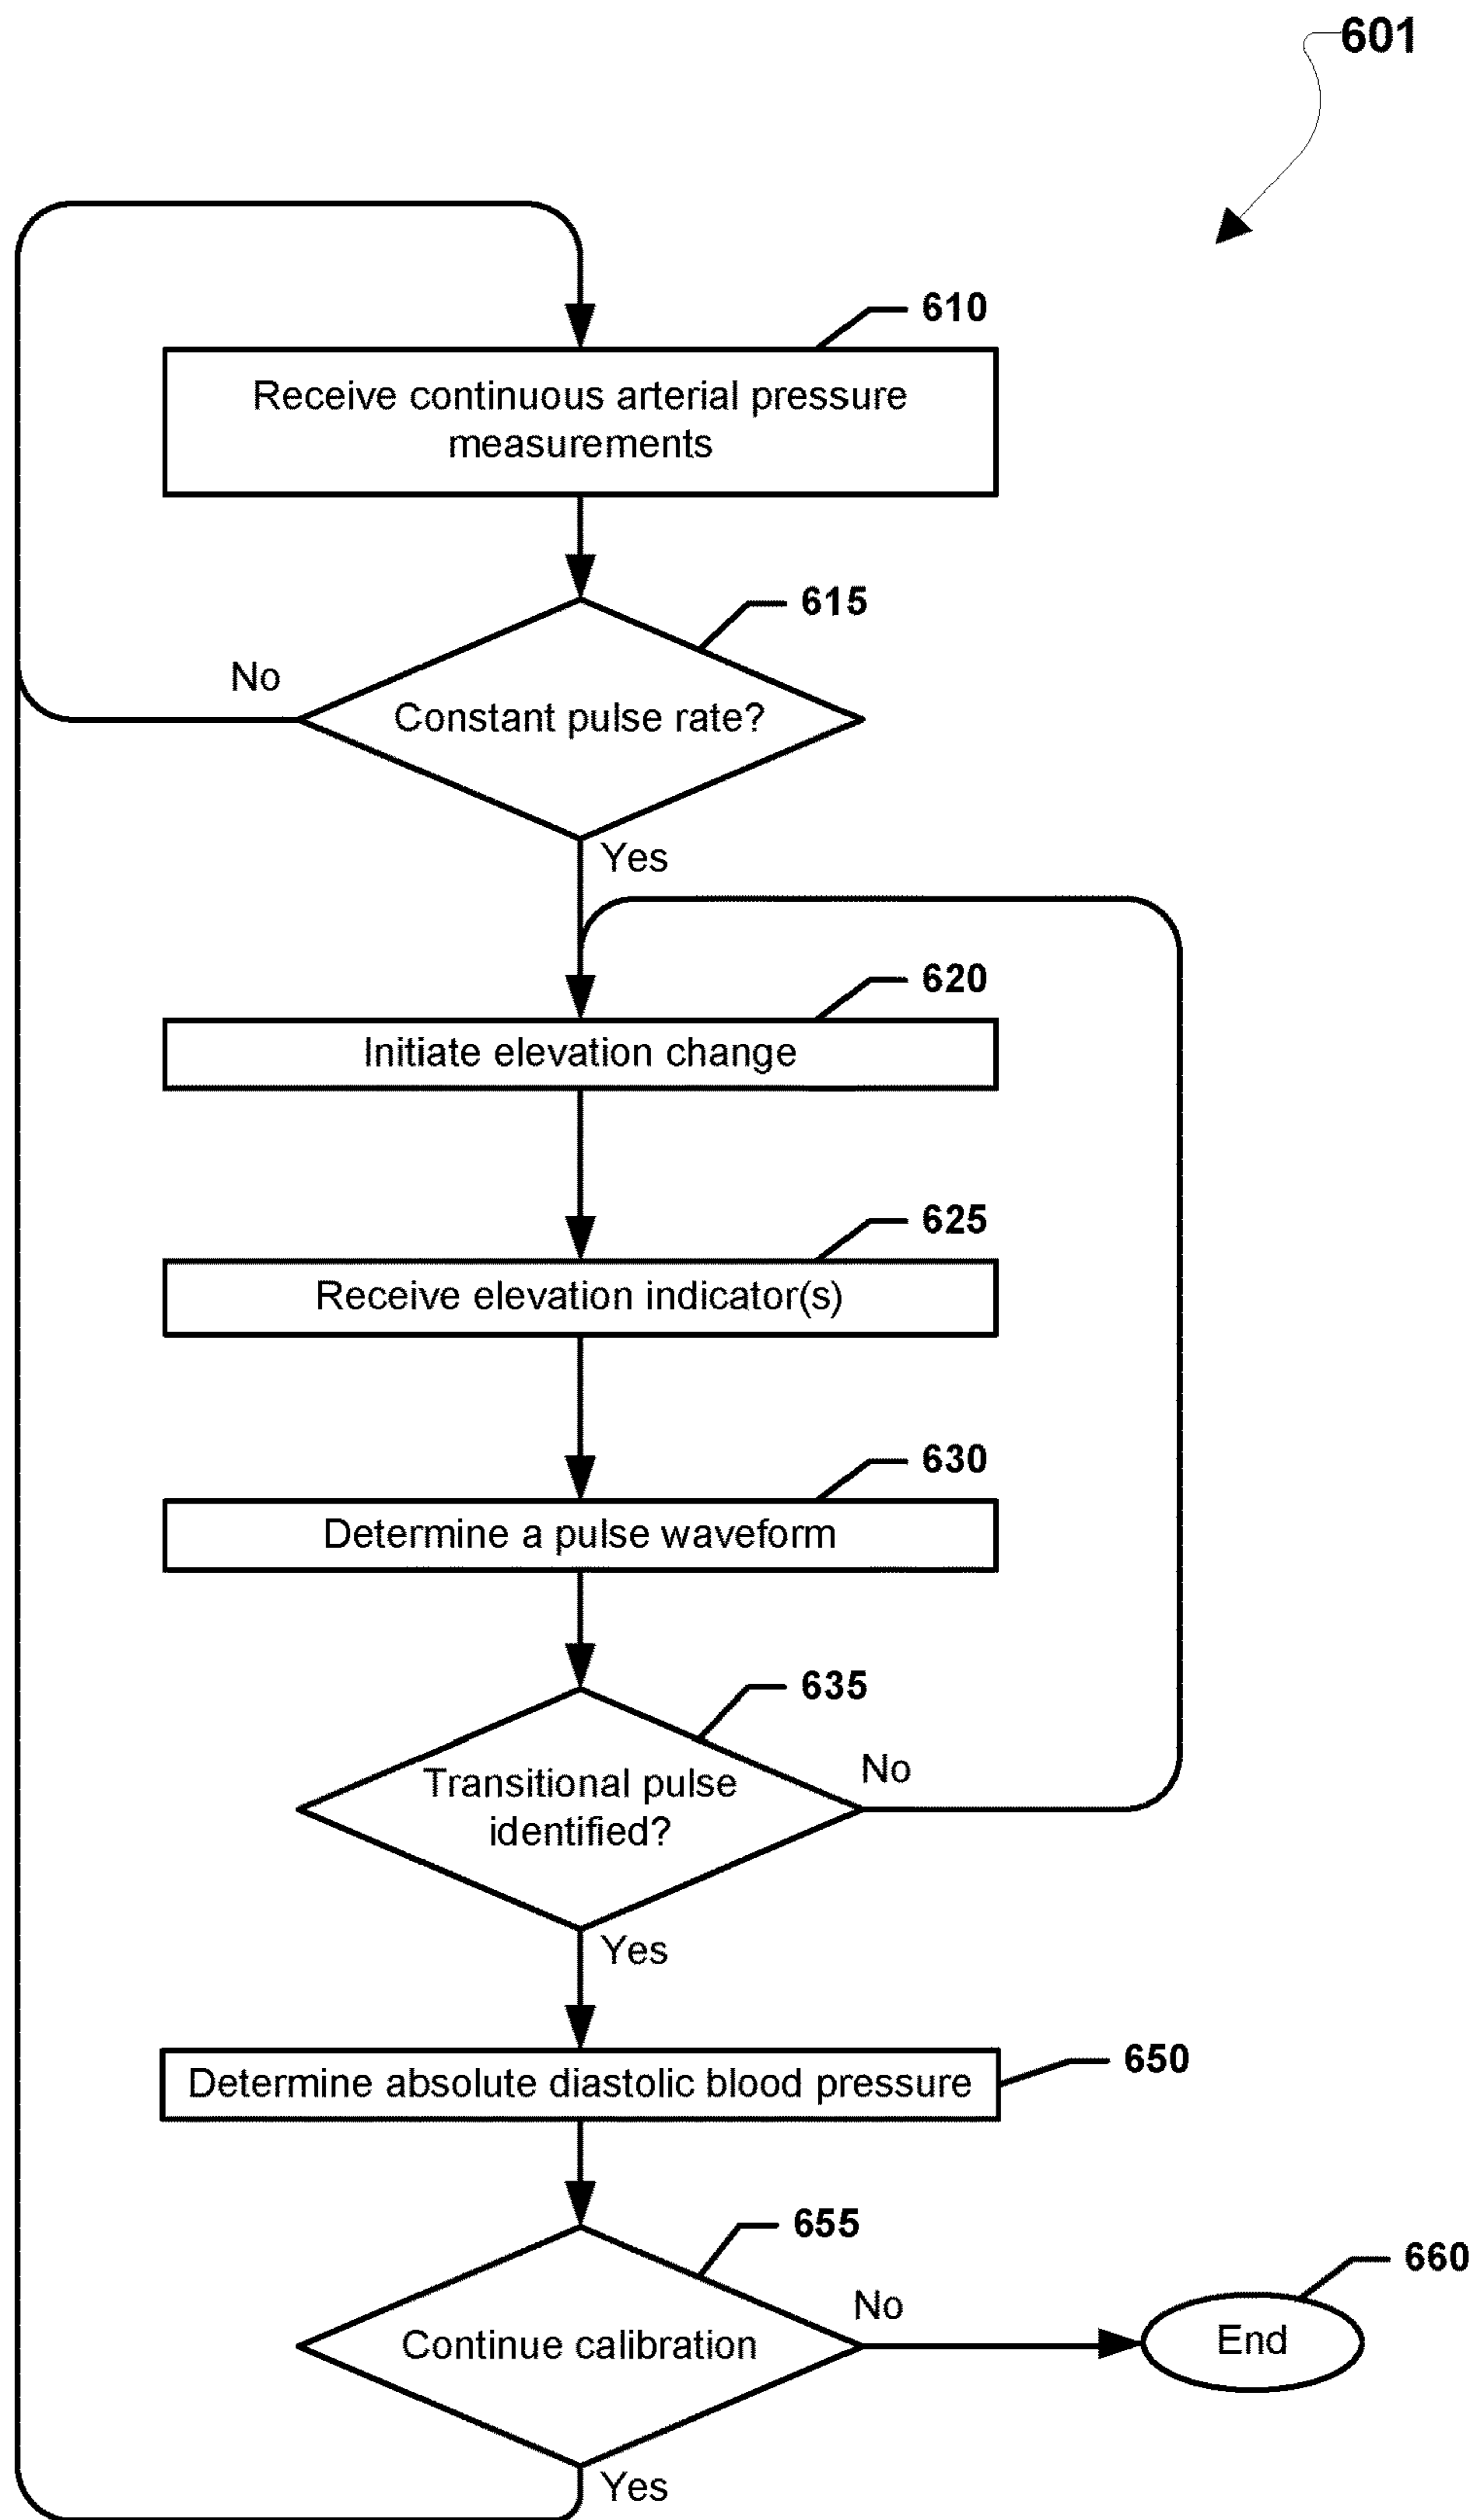 601
610
Receive continuous arterial pressure
measurements
615
No
Constant pulse rate?
Yes
620
Initiate elevation change
625
Receive elevation indicator(s)
630
Determine a pulse waveform
635
No
Transitional pulse
identified?
Yes
650
Determine absolute diastolic blood pressure
655
660
No
End
Continue calibration
Yes